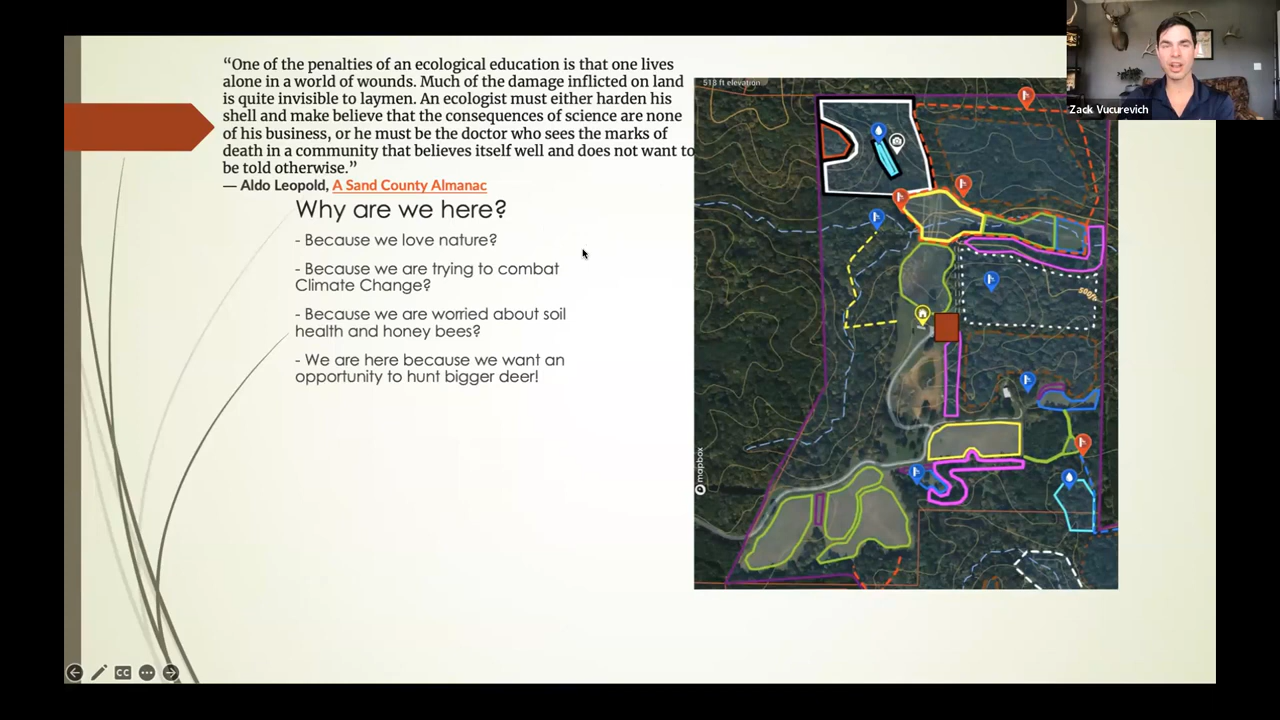 “One of the penalties of an ecological education is that one lives
alone in a world of wounds. Much of the damage inflicted on land
is quite invisible to laymen. An ecologist must either harden his
shell and make believe that the consequences of science are none
of his business, or he must be the doctor who sees the marks of
death in a community that believes itself well and does not want to
be told otherwise.”
― Aldo Leopold, A Sand County Almanac
Why are we here?
- Because we love nature?
- Because we are trying to combat
Climate Change?
- Because we are worried about soil
health and honey bees?
- We are here because we want an
opportunity to hunt bigger deer!
518 ft elevation
500ft
mapbox
Zack Vucurevich
CC